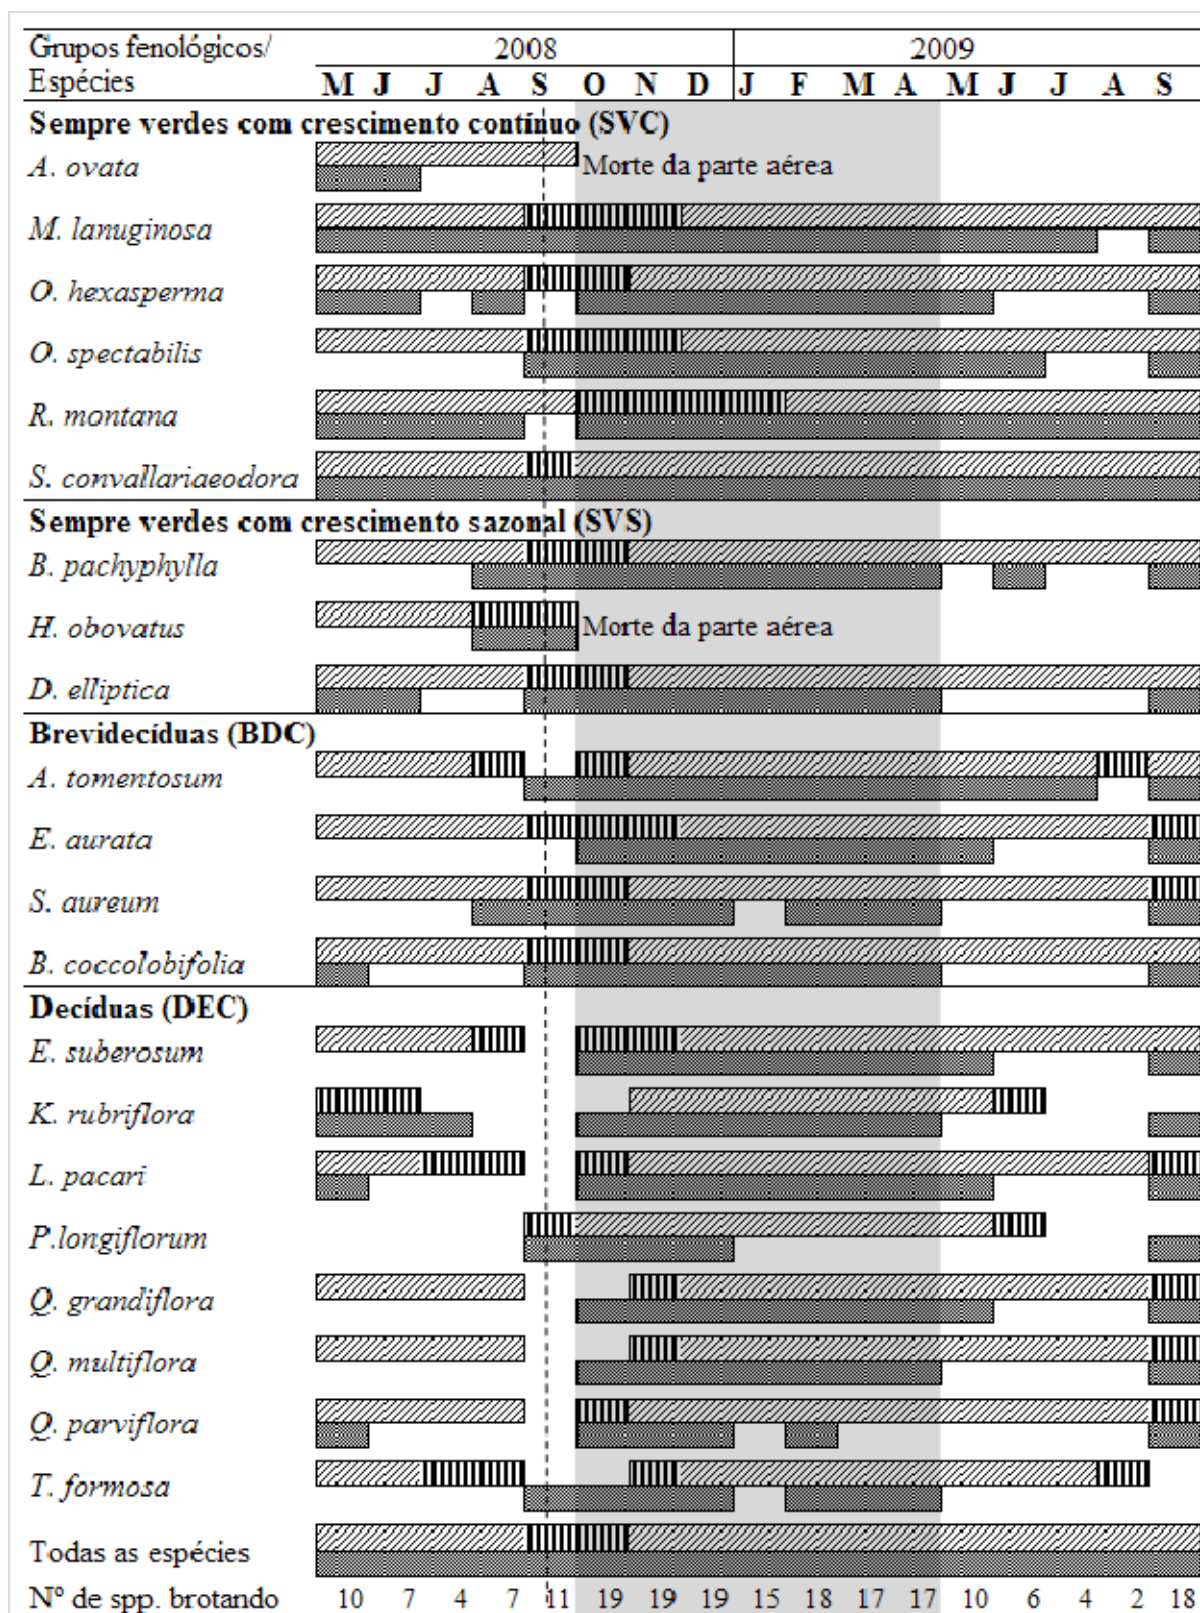 Grupos fenológicos/ 2008 2009
Espécies M J J A S O N D J F M A M J J A S
Sempre verdes com crescimento contínuo (SVC)
A. ovata Morte da parte aérea
M. lanuginosa
O. hexasperma
O. spectabilis
R. montana
S. convallariaeodora
Sempre verdes com crescimento sazonal (SVS)
B. pachyphylla
H. obovatus Morte da parte aérea
D. elliptica
Brevidecíduas (BDC)
A. tomentosum
E. aurata
S. aureum
B. coccolobifolia
Decíduas (DEC)
E. suberosum
K. rubriflora
L. pacari
P.longiflorum
Q. grandiflora
Q. multiflora
Q. parviflora
T. formosa
Todas as espécies
Nº de spp. brotando 10 7 4 7 11 19 19 19 15 18 17 17 10 6 4 2 18